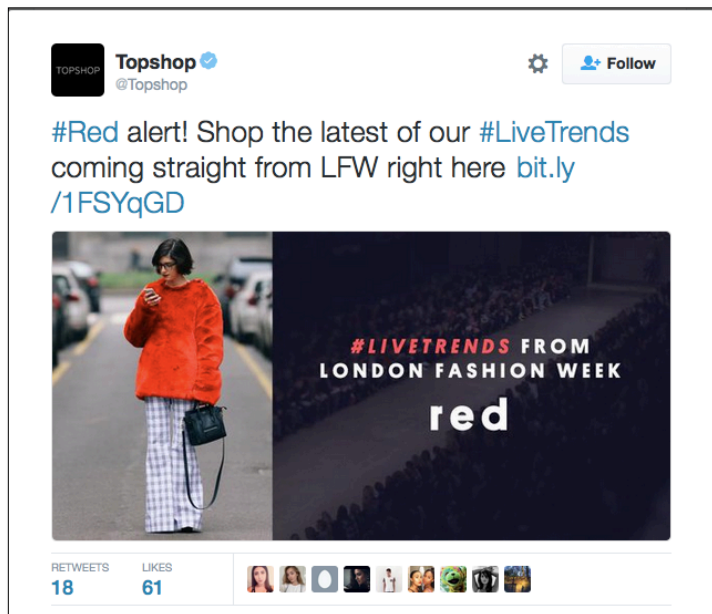 TOPSHOP
Topshop
@Topshop
Follow
#Red alert! Shop the latest of our #LiveTrends
coming straight from LFW right here bit.ly
/1FSYqGD
#LIVETRENDS FROM
LONDON FASHION WEEK
red
RETWEETS
18
LIKES
61